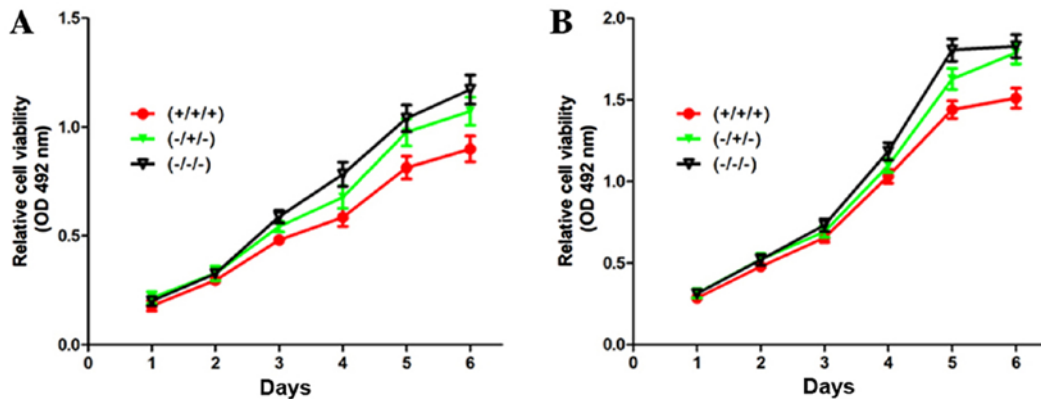 A
1.5
1.0
0.5
0.0
Relative cell viability
(OD 492 nm)
(+/+/+)
(-/+/-)
(-/-/-)
0 1 2 3 4 5 6
Days
B
2.0
1.5
1.0
0.5
0.0
Relative cell viability
(OD 492 nm)
(+/+/+)
(-/+/-)
(-/-/-)
0 1 2 3 4 5 6
Days